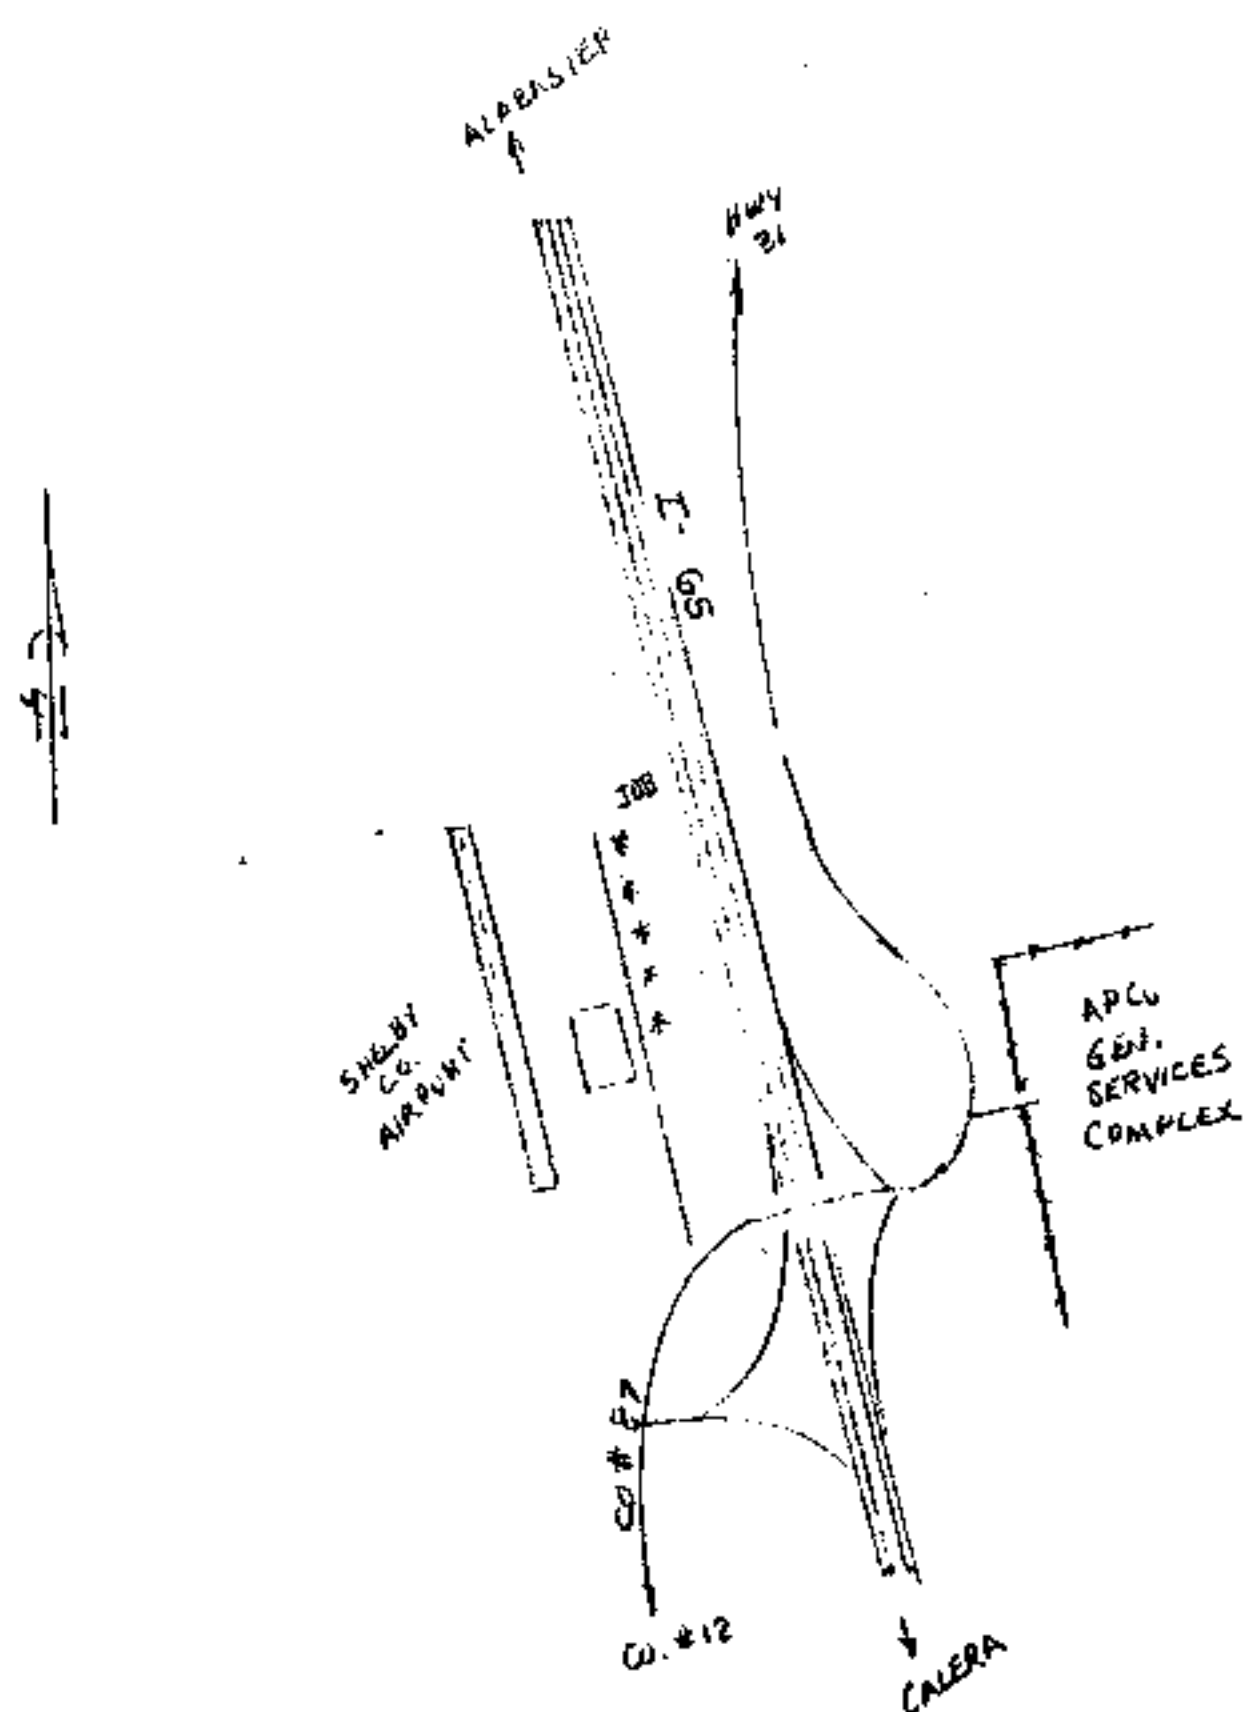 ALABASTER
HWY
31
I-65
JOB
SHELBY
CO.
AIRPORT
APCo
GEN.
SERVICES
COMPLEX
CO # 87
CO. #12
CALERA